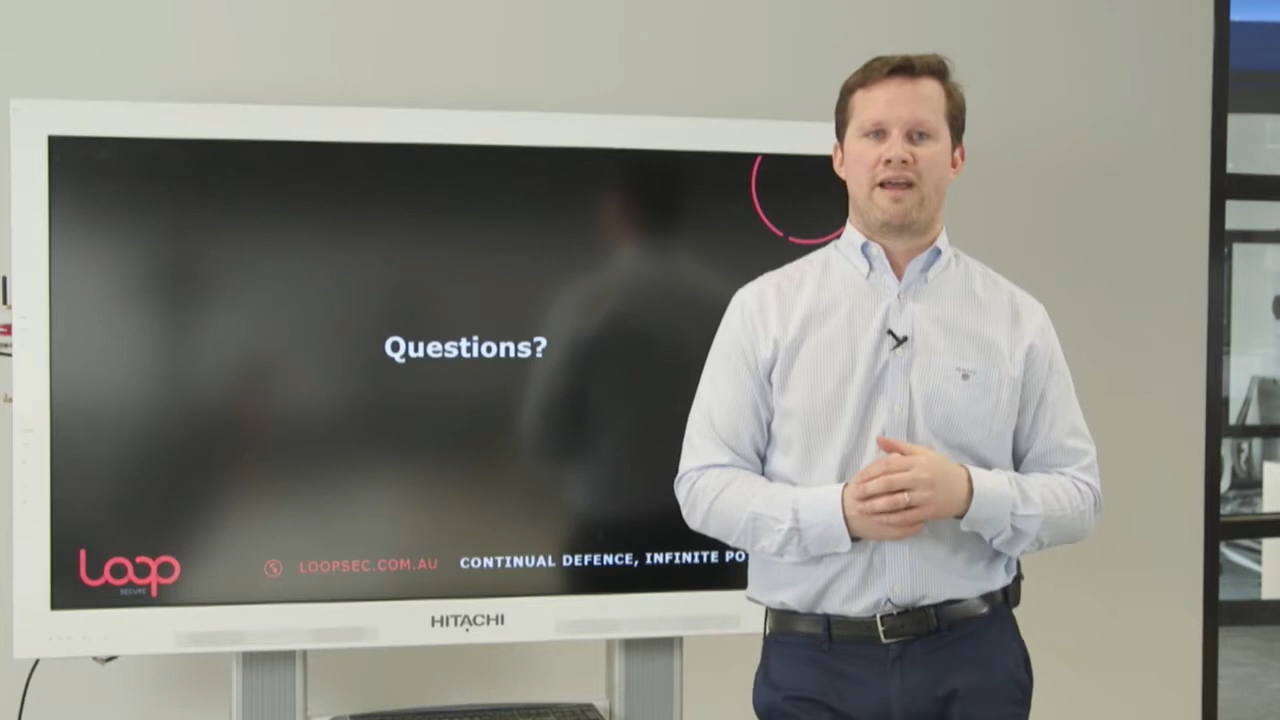 Questions?
Loop
SECURE
LOOPSEC.COM.AU
CONTINUAL DEFENCE, INFINITE PO
HITACHI